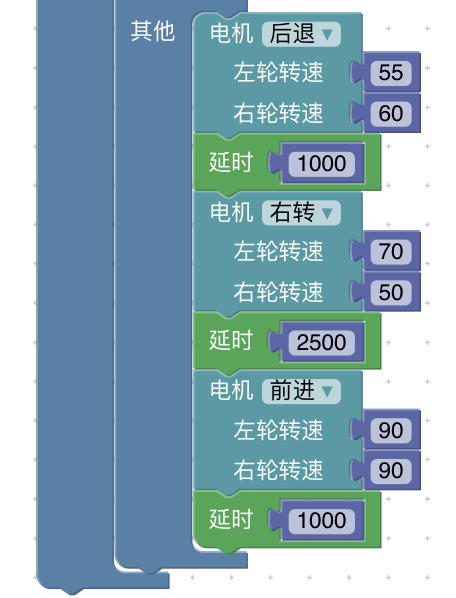 其他 电机 后退
左轮转速 55
右轮转速 60
延时 1000
电机 右转
左轮转速 70
右轮转速 50
延时 2500
电机 前进
左轮转速 90
右轮转速 90
延时 1000